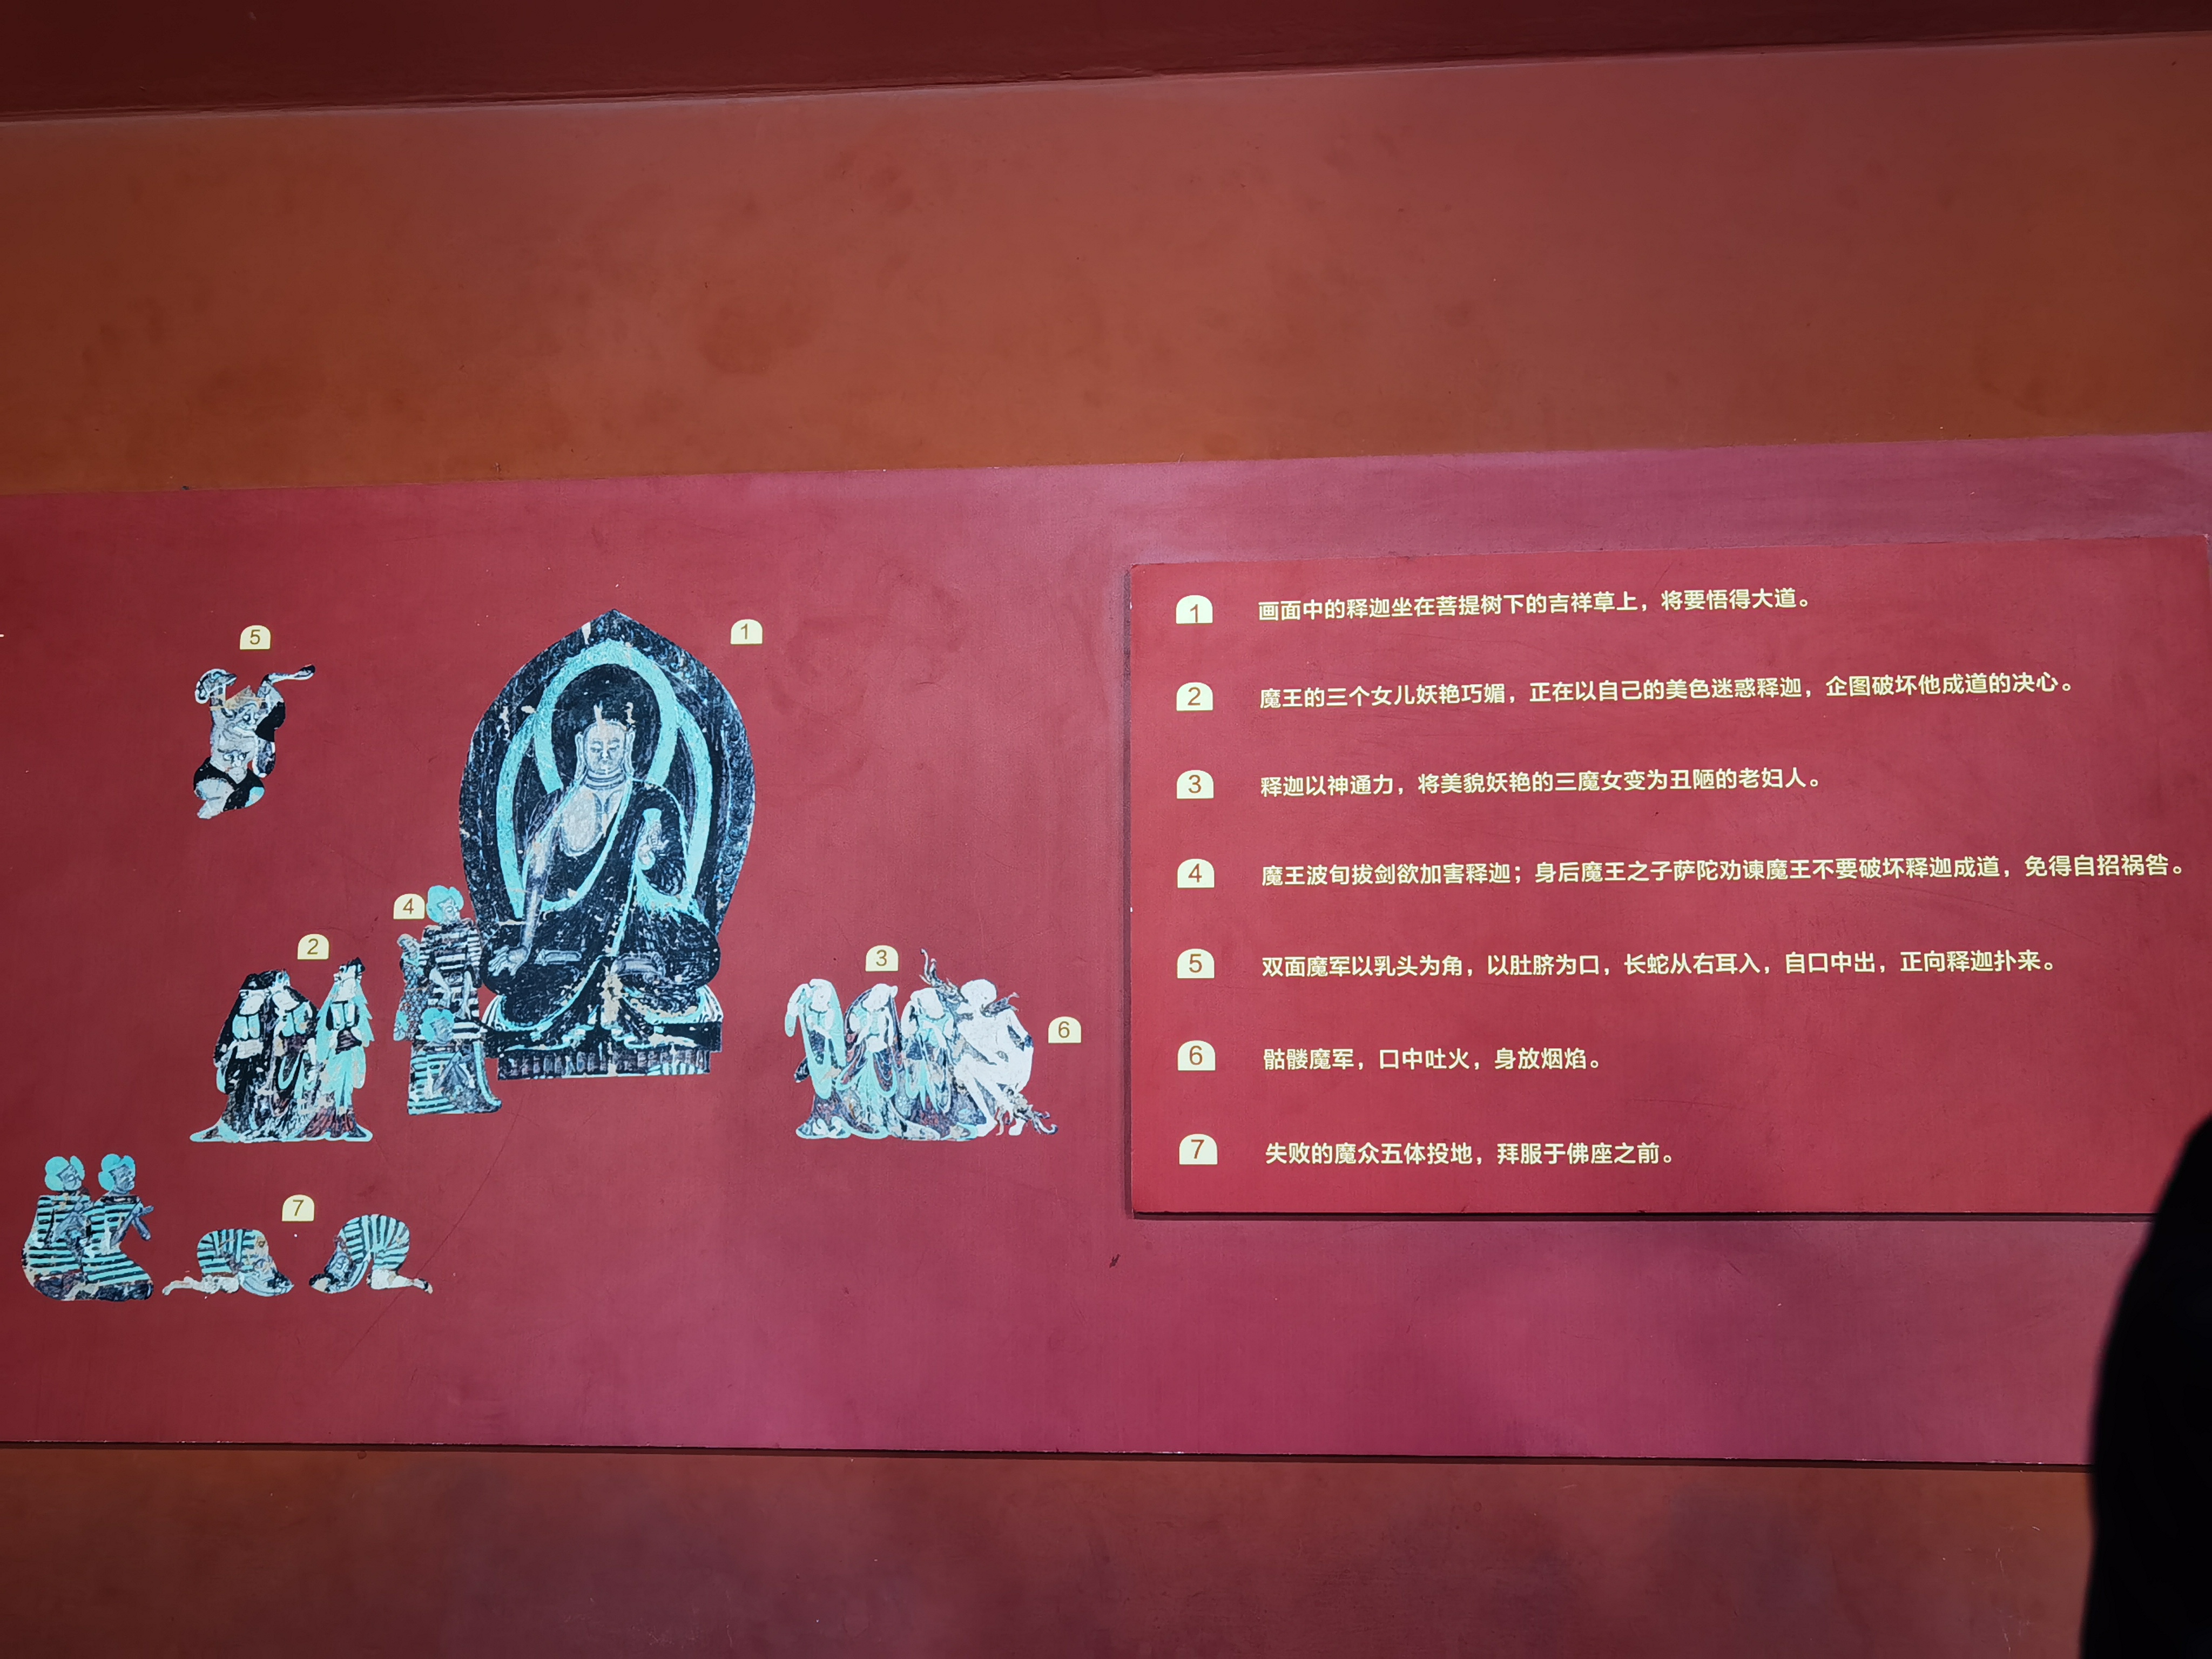 5
1
4
2
3
6
7
1 画面中的释迦坐在菩提树下的吉祥草上，将要悟得大道。
2 魔王的三个女儿妖艳巧媚，正在以自己的美色迷惑释迦，企图破坏他成道的决心。
3 释迦以神通力，将美貌妖艳的三魔女变为丑陋的老妇人。
4 魔王波旬拔剑欲加害释迦；身后魔王之子萨陀劝谏魔王不要破坏释迦成道，免得自招祸咎。
5 双面魔军以乳头为角，以肚脐为口，长蛇从右耳入，自口中出，正向释迦扑来。
6 骷髅魔军，口中吐火，身放烟焰。
7 失败的魔众五体投地，拜服于佛座之前。